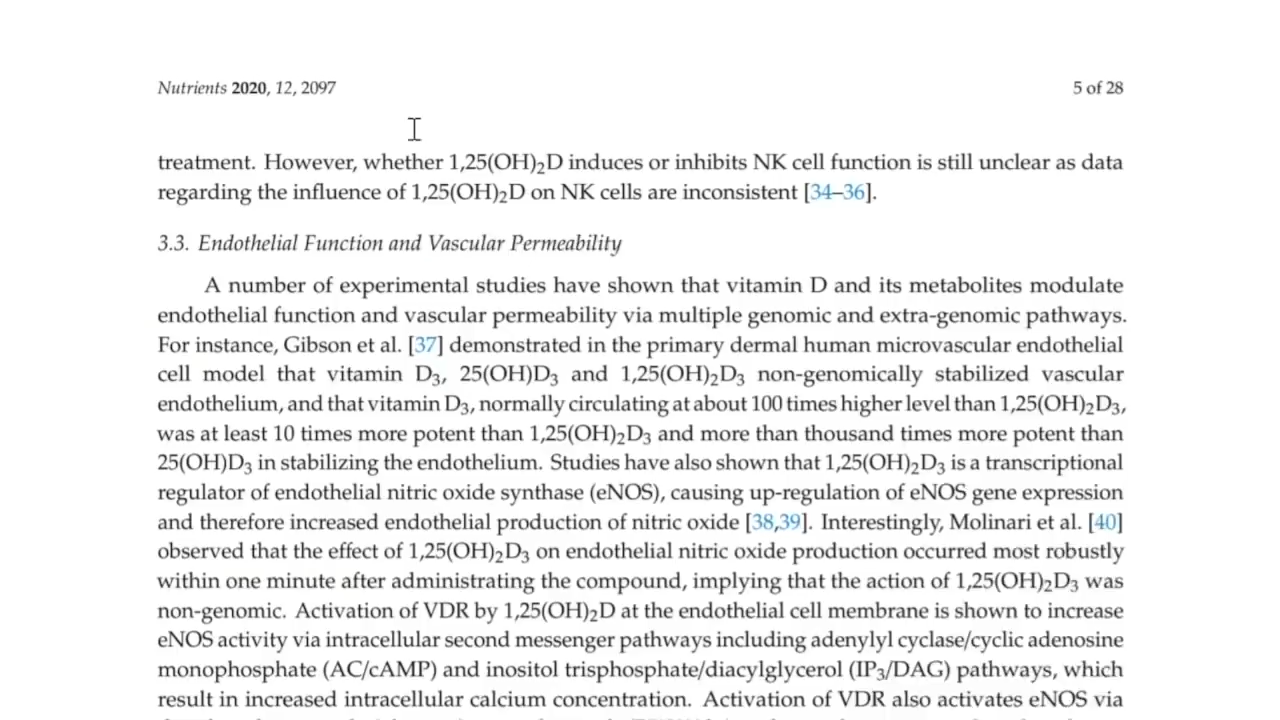 Nutrients 2020, 12, 2097
5 of 28
treatment. However, whether 1,25(OH)₂D induces or inhibits NK cell function is still unclear as data
regarding the influence of 1,25(OH)₂D on NK cells are inconsistent [34–36].
3.3. Endothelial Function and Vascular Permeability
A number of experimental studies have shown that vitamin D and its metabolites modulate
endothelial function and vascular permeability via multiple genomic and extra-genomic pathways.
For instance, Gibson et al. [37] demonstrated in the primary dermal human microvascular endothelial
cell model that vitamin D₃, 25(OH)D₃ and 1,25(OH)₂D₃ non-genomically stabilized vascular
endothelium, and that vitamin D₃, normally circulating at about 100 times higher level than 1,25(OH)₂D₃,
was at least 10 times more potent than 1,25(OH)₂D₃ and more than thousand times more potent than
25(OH)D₃ in stabilizing the endothelium. Studies have also shown that 1,25(OH)₂D₃ is a transcriptional
regulator of endothelial nitric oxide synthase (eNOS), causing up-regulation of eNOS gene expression
and therefore increased endothelial production of nitric oxide [38,39]. Interestingly, Molinari et al. [40]
observed that the effect of 1,25(OH)₂D₃ on endothelial nitric oxide production occurred most robustly
within one minute after administrating the compound, implying that the action of 1,25(OH)₂D₃ was
non-genomic. Activation of VDR by 1,25(OH)₂D at the endothelial cell membrane is shown to increase
eNOS activity via intracellular second messenger pathways including adenylyl cyclase/cyclic adenosine
monophosphate (AC/cAMP) and inositol trisphosphate/diacylglycerol (IP₃/DAG) pathways, which
result in increased intracellular calcium concentration. Activation of VDR also activates eNOS via